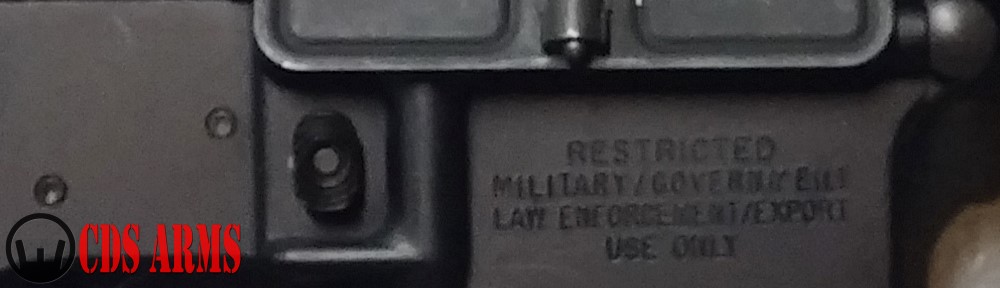 RESTRICTED
MILITARY/GOVERNMENT
LAW ENFORCEMENT/EXPORT
USE ONLY
CDS ARMS